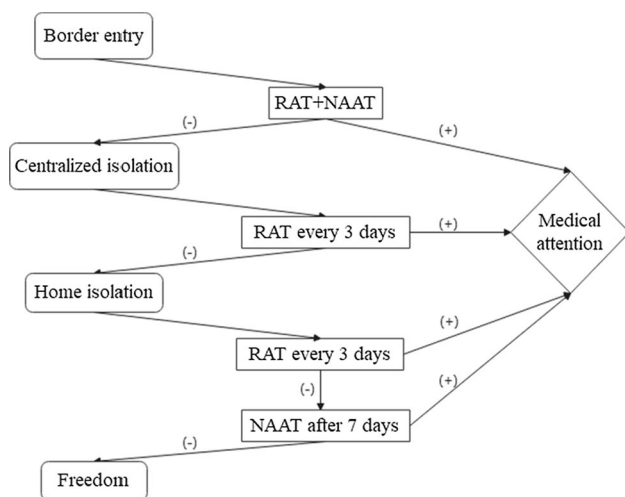 Border entry
RAT+NAAT
(-)
(+)
Centralized isolation
RAT every 3 days
(+)
Medical
attention
(-)
Home isolation
(+)
RAT every 3 days
(-)
(+)
NAAT after 7 days
(-)
Freedom